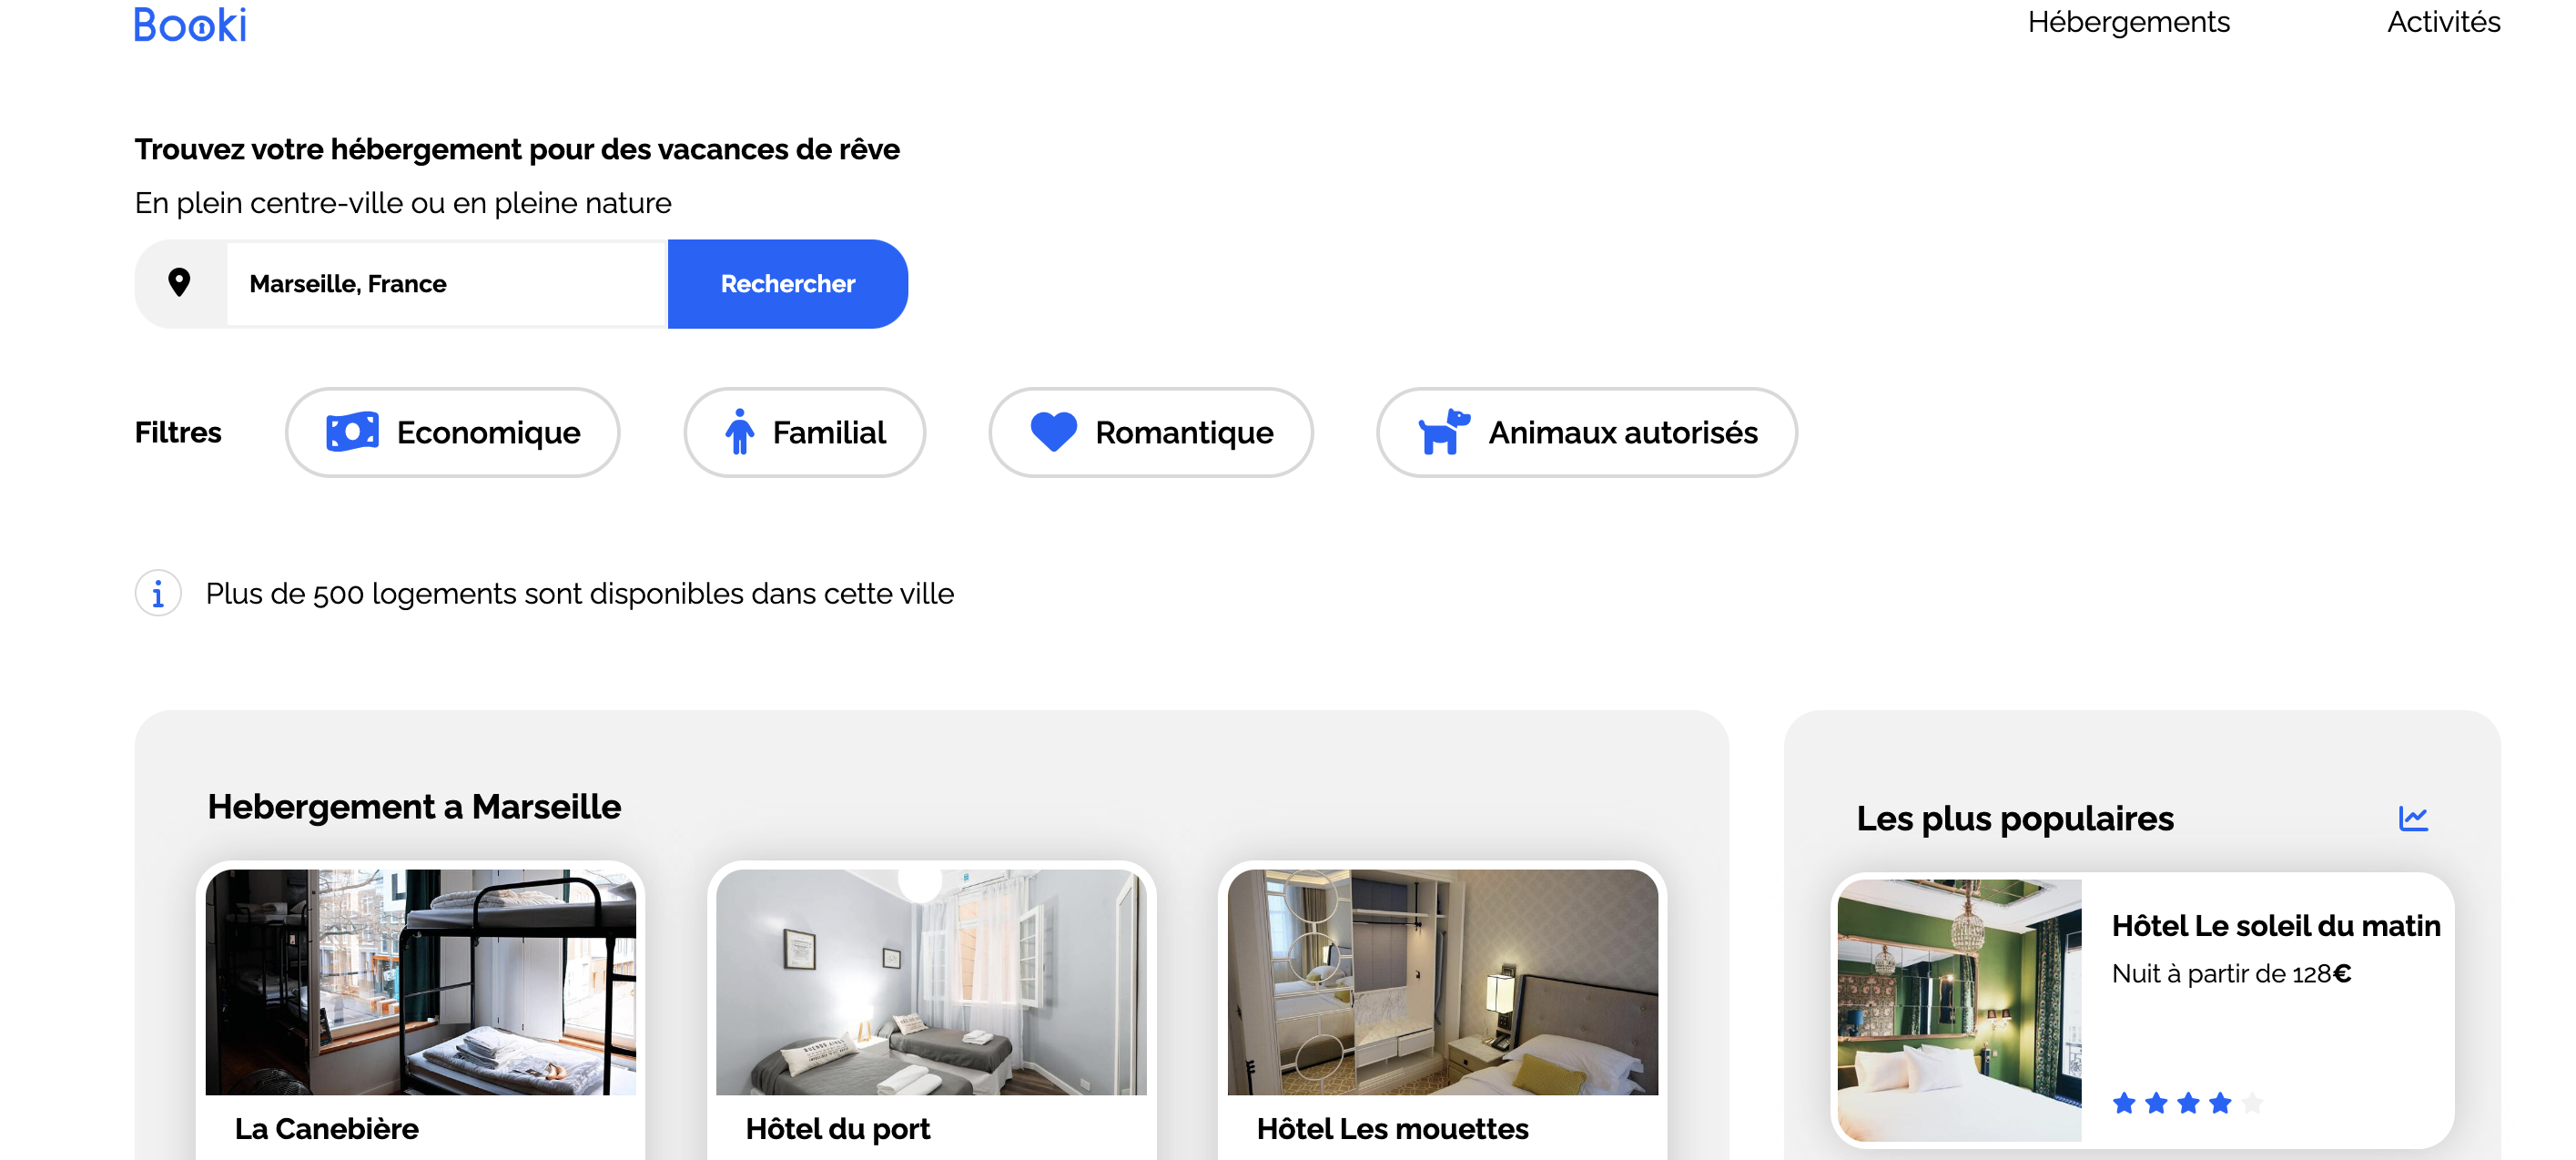 Booki
Hébergements
Activités
Trouvez votre hébergement pour des vacances de rêve
En plein centre-ville ou en pleine nature
Marseille, France
Rechercher
Filtres
Economique
Familial
Romantique
Animaux autorisés
Plus de 500 logements sont disponibles dans cette ville
Hebergement a Marseille
La Canebière
Hôtel du port
Hôtel Les mouettes
Les plus populaires
Hôtel Le soleil du matin
Nuit à partir de 128€